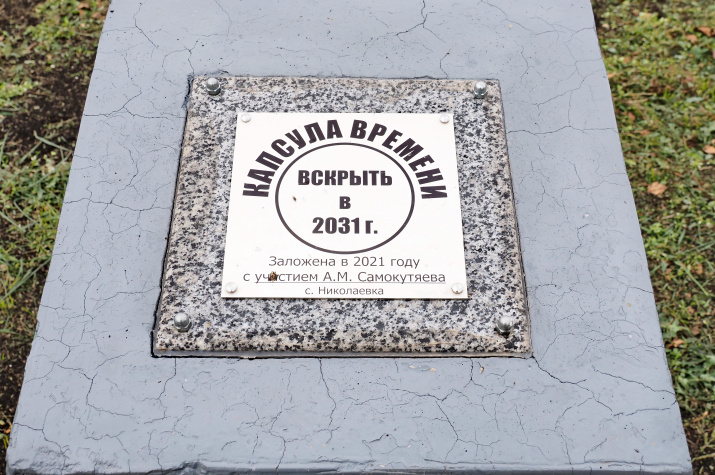 КАПСУЛА ВРЕМЕНИ
ВСКРЫТЬ
В
2031 г.
Заложена в 2021 году
с участием А.М. Самокутяева
с. Николаевка